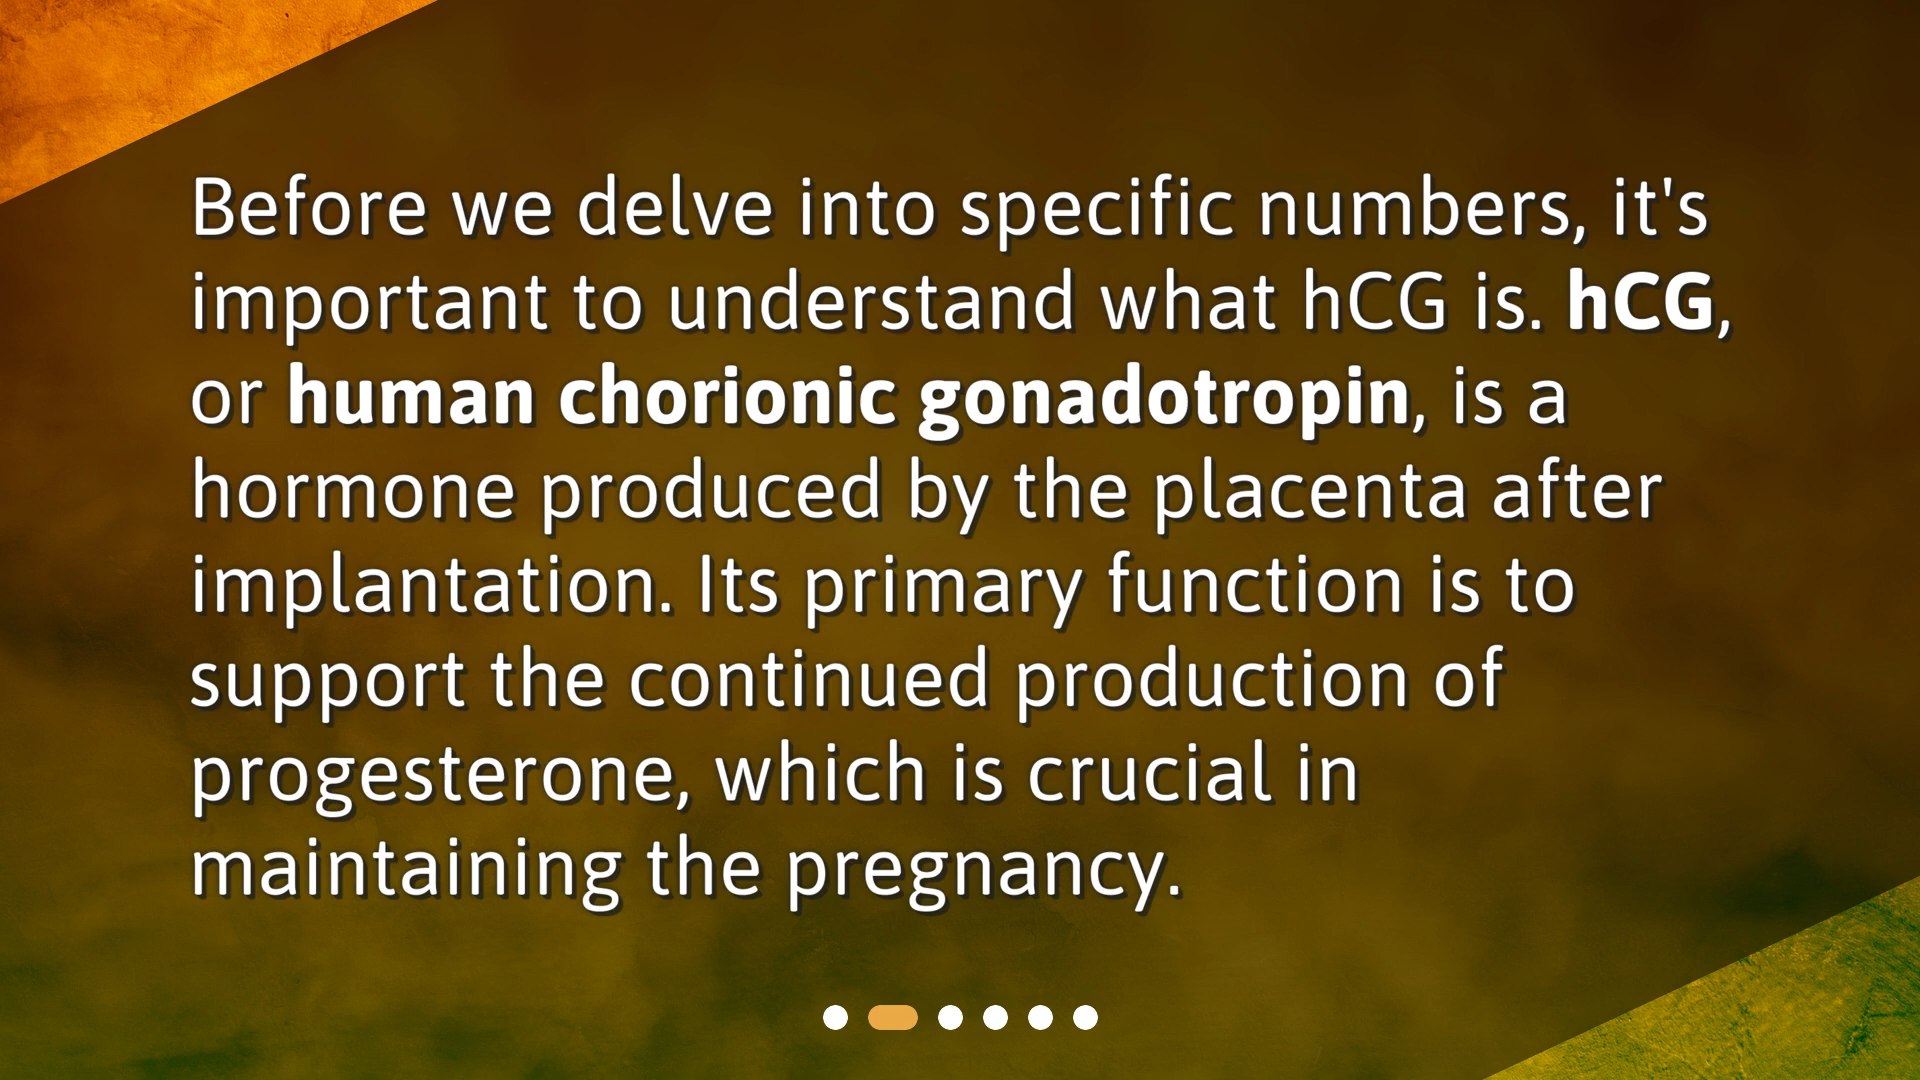 Before we delve into specific numbers, it's
important to understand what hCG is. hCG,
or human chorionic gonadotropin, is a
hormone produced by the placenta after
implantation. Its primary function is to
support the continued production of
progesterone, which is crucial in
maintaining the pregnancy.